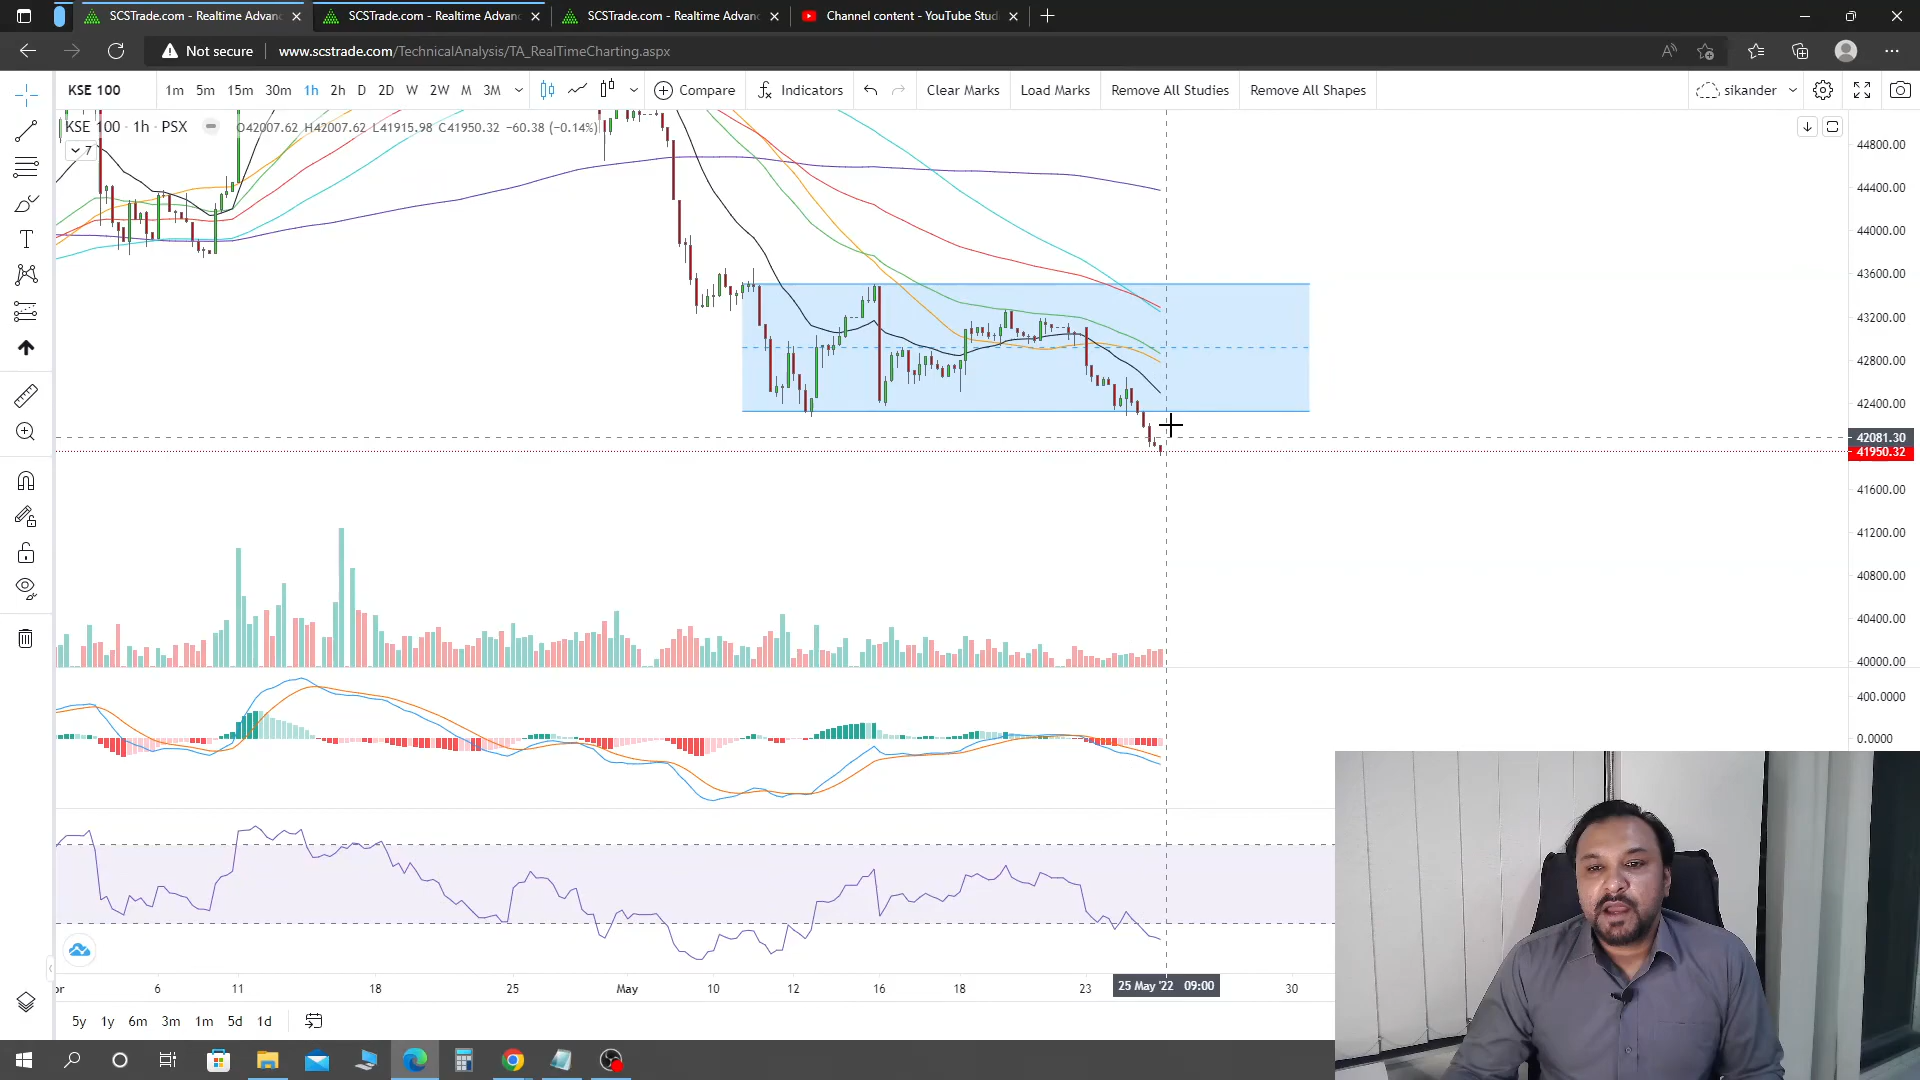 SCSTrade.com - Realtime Advanc
SCSTrade.com - Realtime Advanc
SCSTrade.com - Realtime Advanc
Channel content - YouTube Studi
Not secure
www.scstrade.com/TechnicalAnalysis/TA_RealTimeCharting.aspx
KSE 100
1m 5m 15m 30m 1h 2h D 2D W 2W M 3M
Compare
Indicators
Clear Marks
Load Marks
Remove All Studies
Remove All Shapes
sikander
KSE 100 · 1h · PSX
O42007.62 H42007.62 L41915.98 C41950.32 −60.38 (−0.14%)
7
44800.00
44400.00
44000.00
43600.00
43200.00
42800.00
42400.00
42081.30
41950.32
41600.00
41200.00
40800.00
40400.00
40000.00
400.0000
0.0000
6 11 18 25 May 10 12 16 18 23 25 May '22 09:00 30
5y 1y 6m 3m 1m 5d 1d